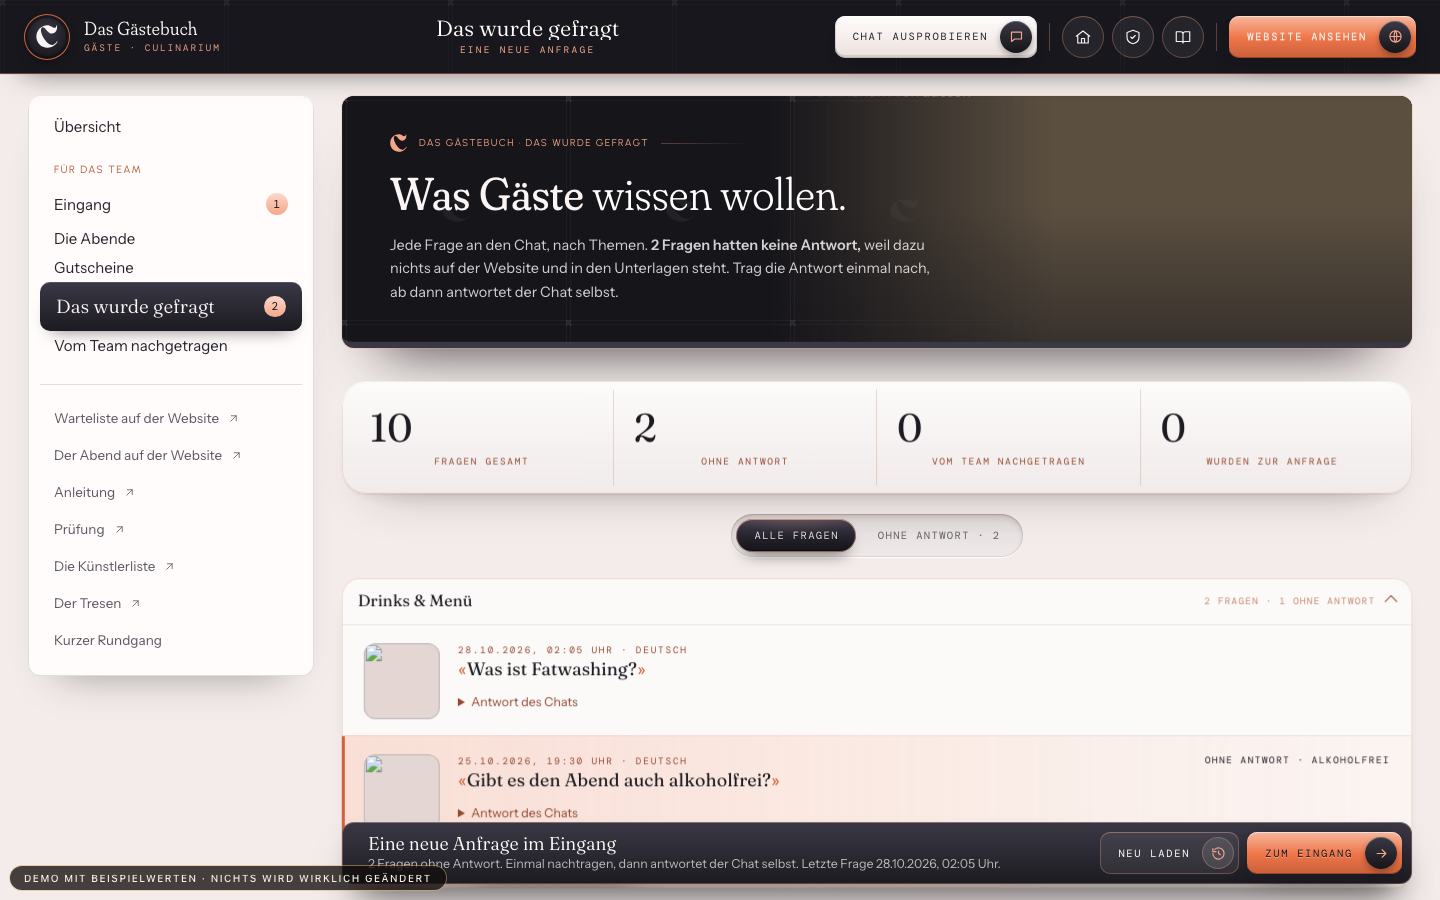 Das Gästebuch
GÄSTE · CULINARIUM
Das wurde gefragt
EINE NEUE ANFRAGE
CHAT AUSPROBIEREN
WEBSITE ANSEHEN
Übersicht
FÜR DAS TEAM
Eingang 1
Die Abende
Gutscheine
Das wurde gefragt 2
Vom Team nachgetragen
Warteliste auf der Website
Der Abend auf der Website
Anleitung
Prüfung
Die Künstlerliste
Der Tresen
Kurzer Rundgang
DAS GÄSTEBUCH · DAS WURDE GEFRAGT
Was Gäste wissen wollen.
Jede Frage an den Chat, nach Themen. 2 Fragen hatten keine Antwort, weil dazu
nichts auf der Website und in den Unterlagen steht. Trag die Antwort einmal nach,
ab dann antwortet der Chat selbst.
10
FRAGEN GESAMT
2
OHNE ANTWORT
0
VOM TEAM NACHGETRAGEN
0
WURDEN ZUR ANFRAGE
ALLE FRAGEN
OHNE ANTWORT · 2
Drinks & Menü
2 FRAGEN · 1 OHNE ANTWORT
28.10.2026, 02:05 UHR · DEUTSCH
«Was ist Fatwashing?»
Antwort des Chats
25.10.2026, 19:30 UHR · DEUTSCH
OHNE ANTWORT · ALKOHOLFREI
«Gibt es den Abend auch alkoholfrei?»
Antwort des Chats
Eine neue Anfrage im Eingang
2 Fragen ohne Antwort. Einmal nachtragen, dann antwortet der Chat selbst. Letzte Frage 28.10.2026, 02:05 Uhr.
NEU LADEN
ZUM EINGANG
DEMO MIT BEISPIELWERTEN · NICHTS WIRD WIRKLICH GEÄNDERT